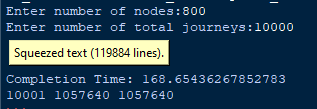 Enter number of nodes:800
Enter number of total journeys:10000
Squeezed text (119884 lines).
Completion Time: 168.65436267852783
10001 1057640 1057640